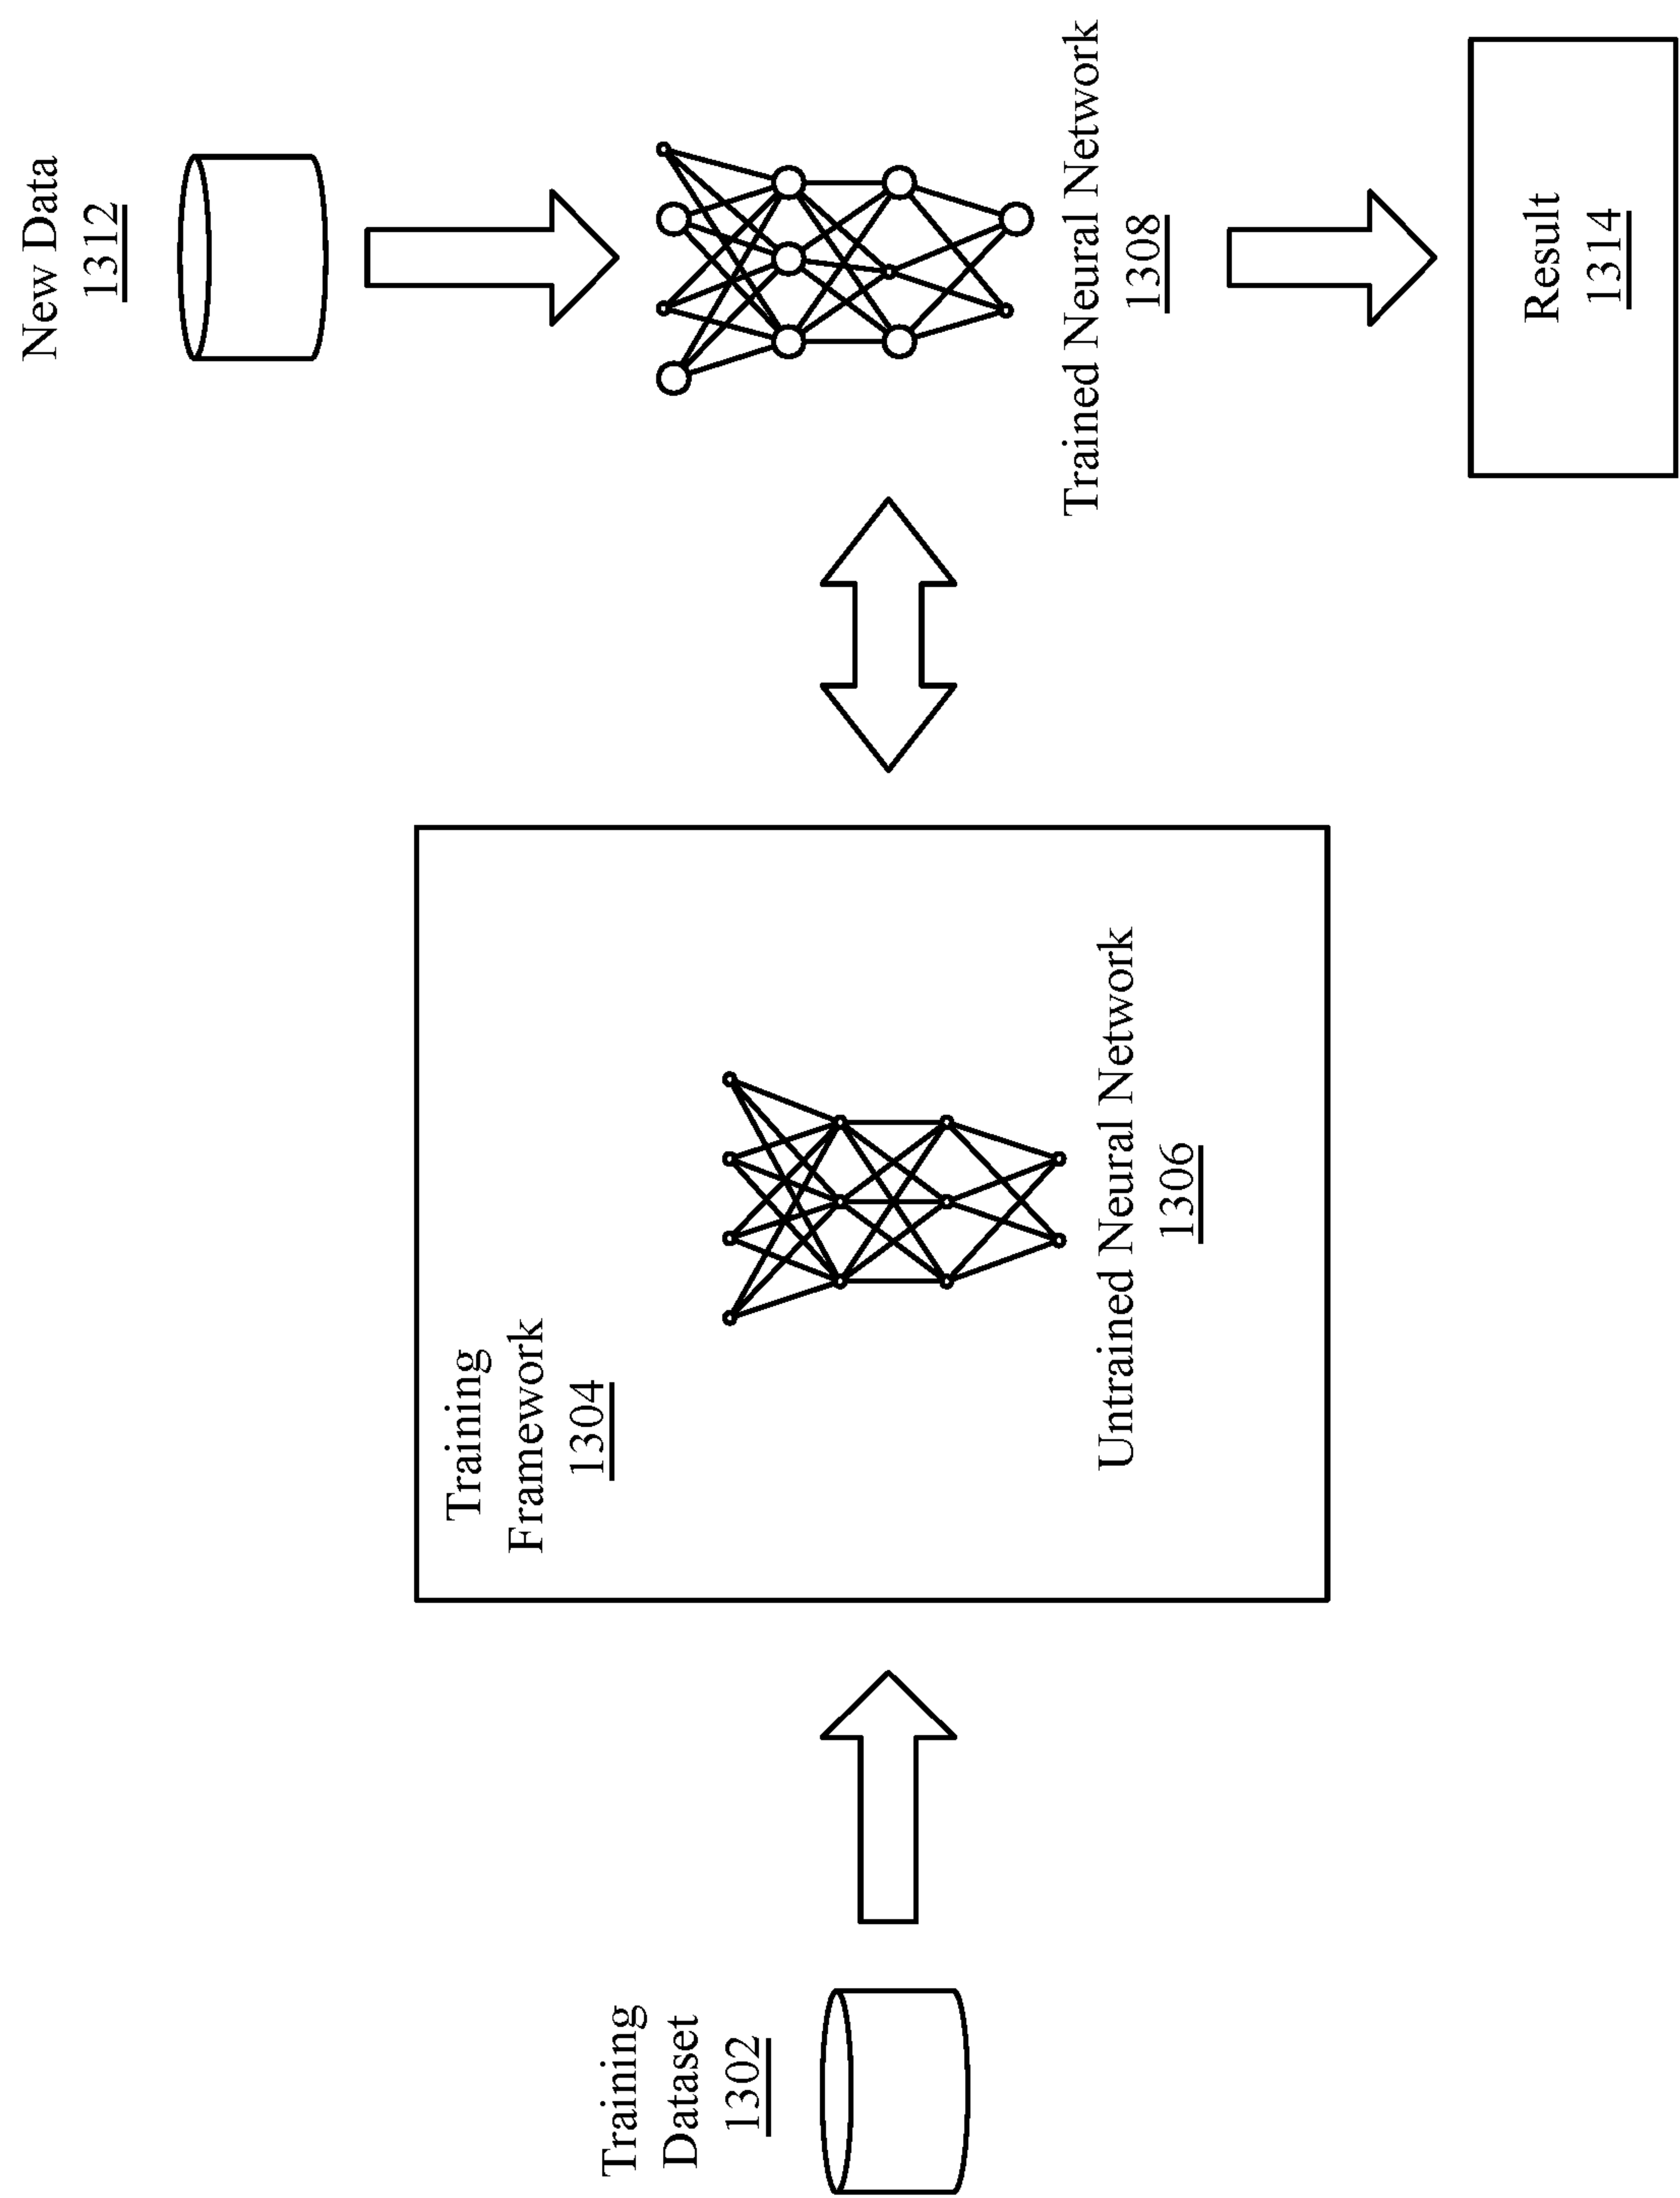 Training
Dataset
1302
Training
Framework
1304
Untrained Neural Network
1306
New Data
1312
Trained Neural Network
1308
Result
1314